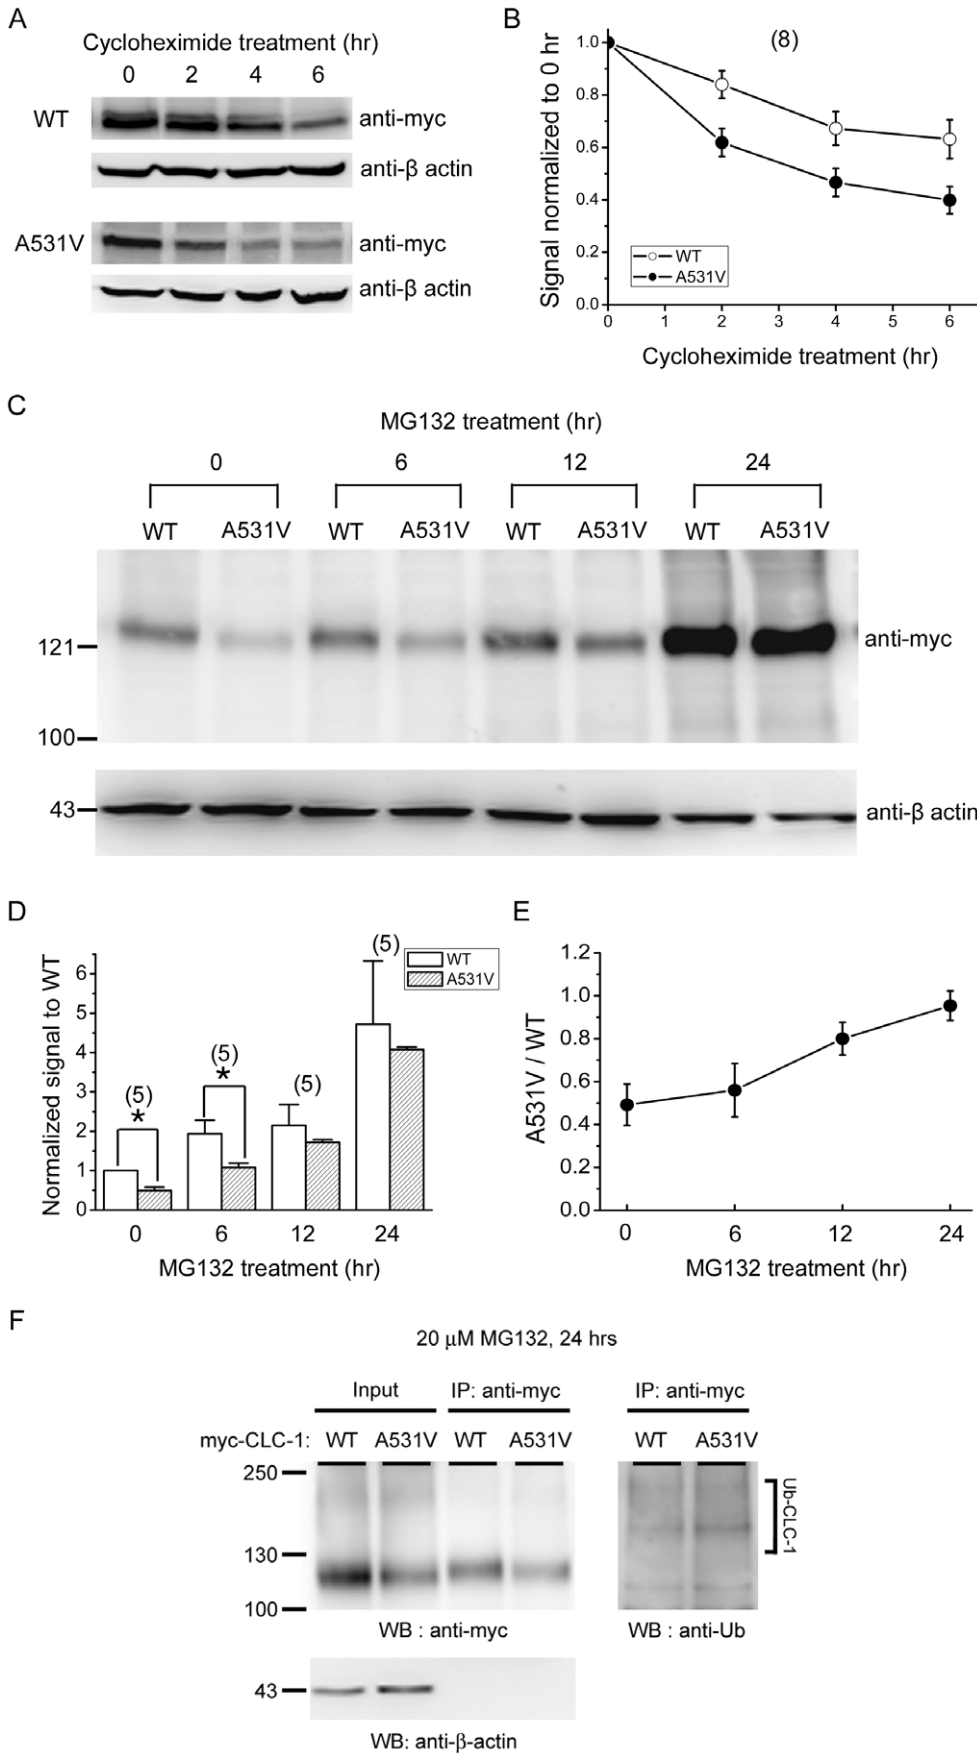 A
Cycloheximide treatment (hr)
0 2 4 6
WT anti-myc
anti-β actin
A531V anti-myc
anti-β actin
B
(8)
Signal normalized to 0 hr
1.0
0.8
0.6
0.4
0.2
0.0
WT
A531V
0 1 2 3 4 5 6
Cycloheximide treatment (hr)
C
MG132 treatment (hr)
0 6 12 24
WT A531V WT A531V WT A531V WT A531V
121 anti-myc
100
43 anti-β actin
D
Normalized signal to WT
6
5
4
3
2
1
0
(5)
*
(5)
*
(5)
(5)
WT
A531V
0 6 12 24
MG132 treatment (hr)
E
A531V / WT
1.2
1.0
0.8
0.6
0.4
0.2
0.0
0 6 12 24
MG132 treatment (hr)
F
20 μM MG132, 24 hrs
Input IP: anti-myc IP: anti-myc
myc-CLC-1: WT A531V WT A531V WT A531V
250
130
100
Ub-CLC-1
WB : anti-myc WB : anti-Ub
43
WB: anti-β-actin